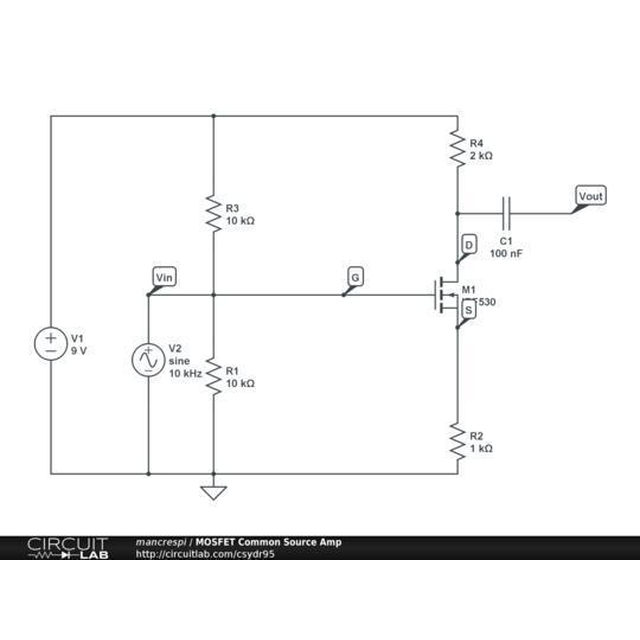 R4
2 kΩ
Vout
R3
10 kΩ
D
C1
100 nF
Vin
G
M1
530
S
V1
9 V
V2
sine
10 kHz
R1
10 kΩ
R2
1 kΩ
CIRCUIT
LAB
mancrespi / MOSFET Common Source Amp
http://circuitlab.com/csydr95